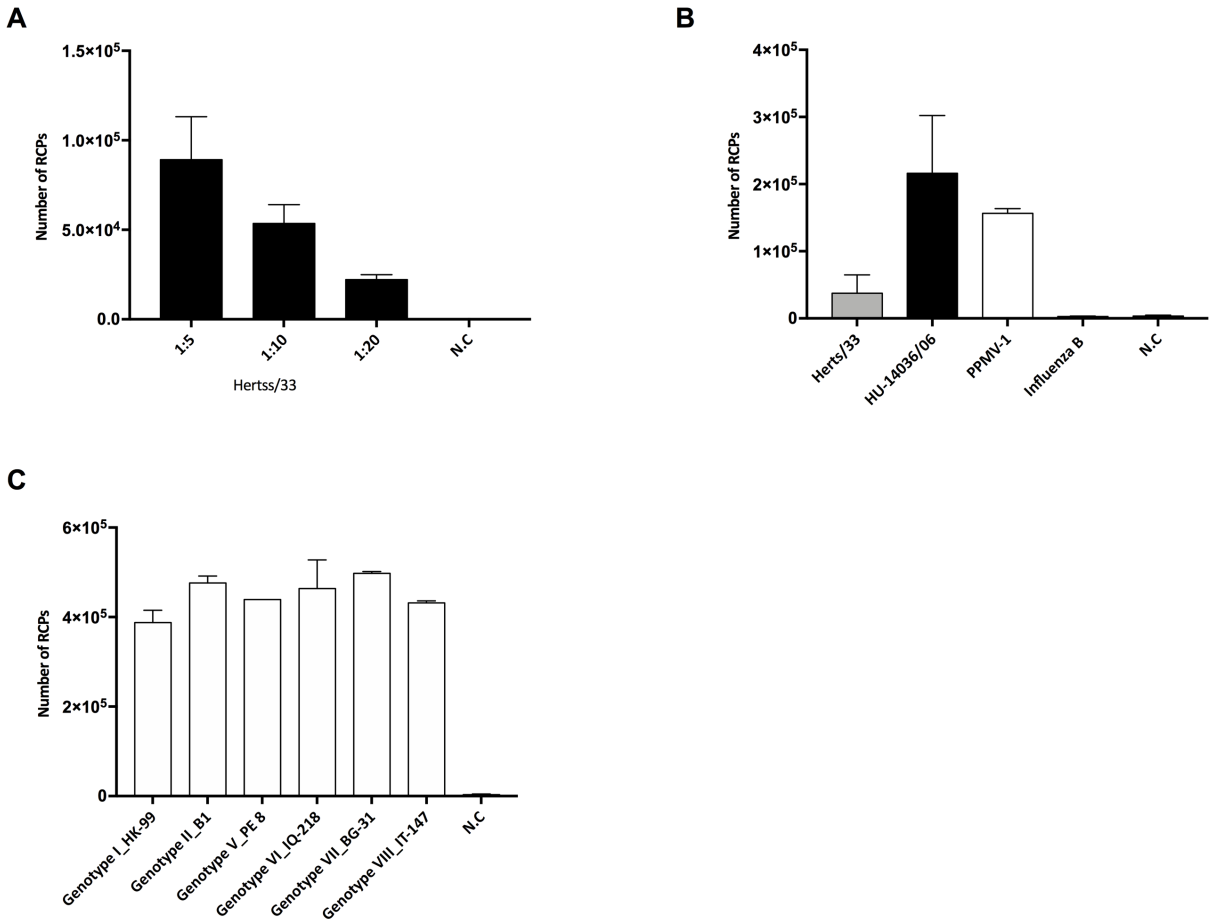 A
Number of RCPs
1.5×10⁵
1.0×10⁵
5.0×10⁴
0.0
1:5
1:10
1:20
N.C
Hertss/33
B
Number of RCPs
4×10⁵
3×10⁵
2×10⁵
1×10⁵
0
Herts/33
HU-14036/06
PPMV-1
Influenza B
N.C
C
Number of RCPs
6×10⁵
4×10⁵
2×10⁵
0
Genotype I_HK-99
Genotype II_B1
Genotype V_PE 8
Genotype VI_IQ-218
Genotype VII_BG-31
Genotype VIII_IT-147
N.C